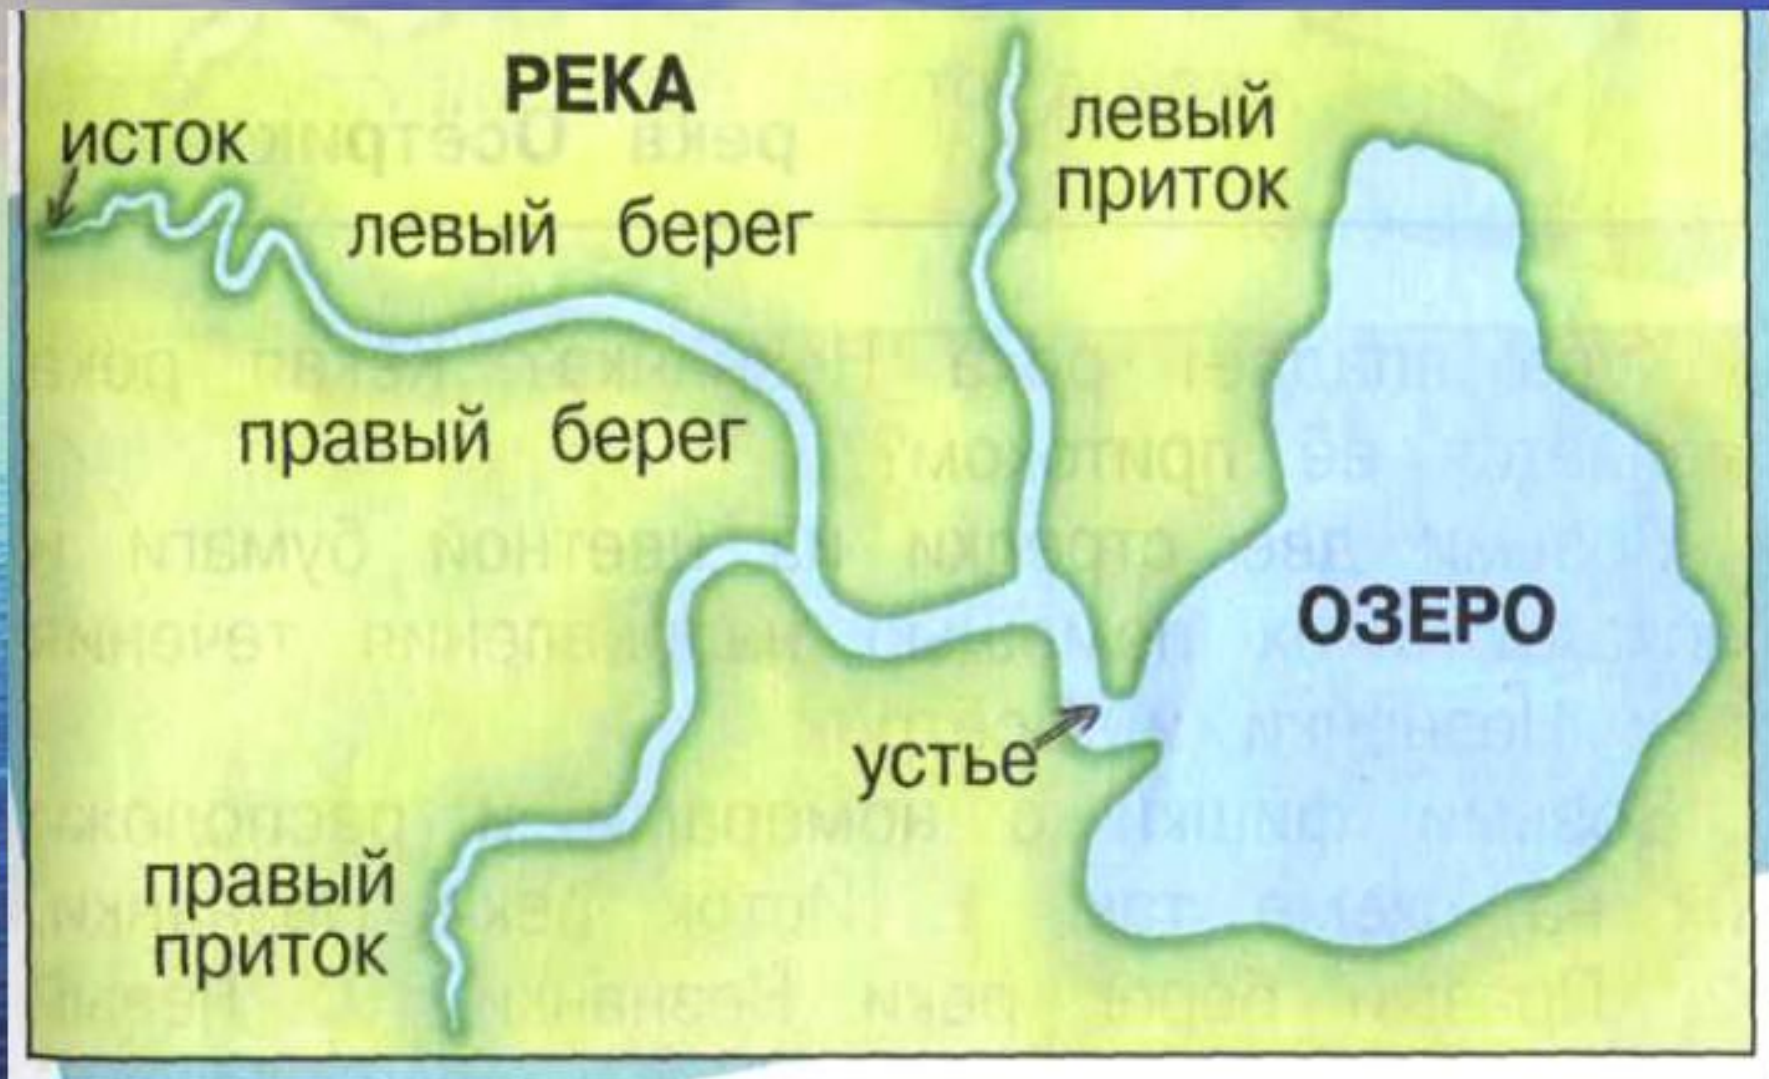 РЕКА
исток
левый
приток
левый берег
правый берег
ОЗЕРО
устье
правый
приток